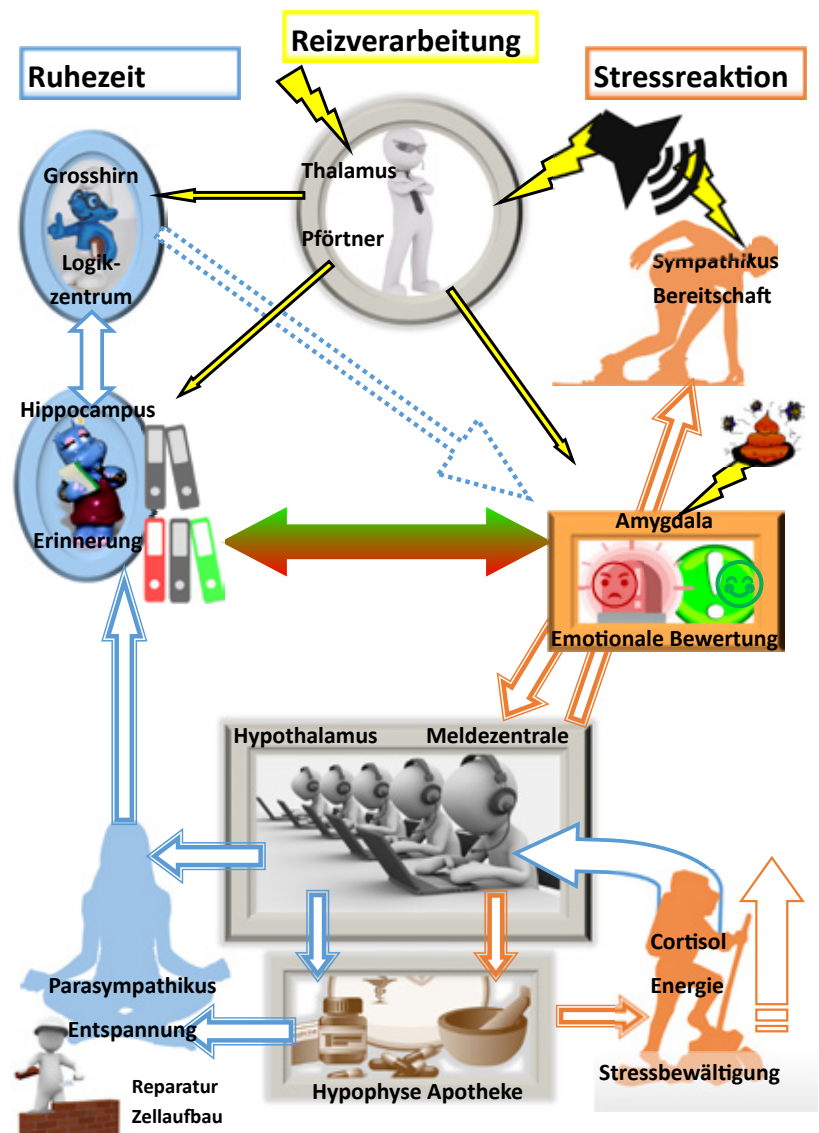 Reizverarbeitung
Ruhezeit
Stressreaktion
Grosshirn
Logik-
zentrum
Thalamus
Pförtner
Sympathikus
Bereitschaft
Hippocampus
Erinnerung
Amygdala
Emotionale Bewertung
Hypothalamus
Meldezentrale
Cortisol
Energie
Stressbewältigung
Parasympathikus
Entspannung
Reparatur
Zellaufbau
Hypophyse Apotheke